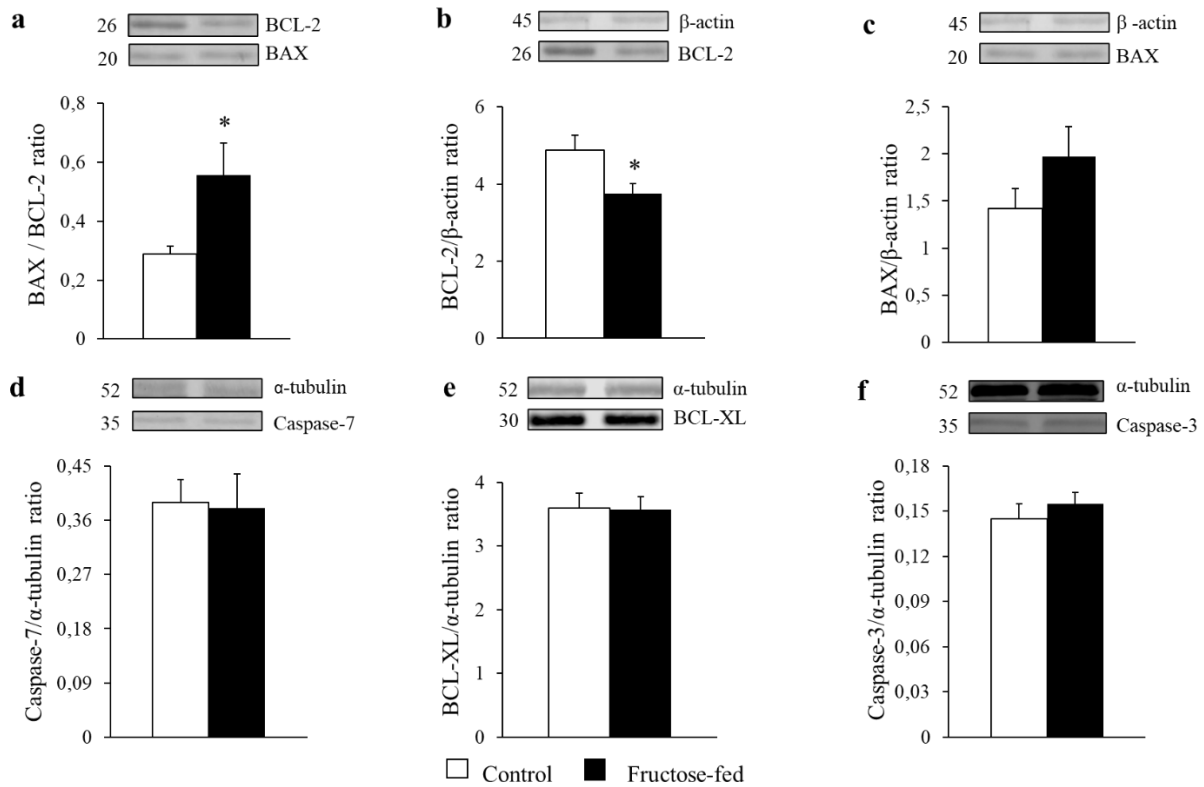 a
26 BCL-2
20 BAX
BAX / BCL-2 ratio
0,8
0,6
0,4
0,2
0
*
b
45 β-actin
26 BCL-2
BCL-2/β-actin ratio
6
4
2
0
*
c
45 β -actin
20 BAX
BAX/β-actin ratio
2,5
2
1,5
1
0,5
0
d
52 α-tubulin
35 Caspase-7
Caspase-7/α-tubulin ratio
0,45
0,36
0,27
0,18
0,09
0
e
52 α-tubulin
30 BCL-XL
BCL-XL/α-tubulin ratio
4
3
2
1
0
f
52 α-tubulin
35 Caspase-3
Caspase-3/α-tubulin ratio
0,18
0,15
0,12
0,09
0,06
0,03
0
Control Fructose-fed